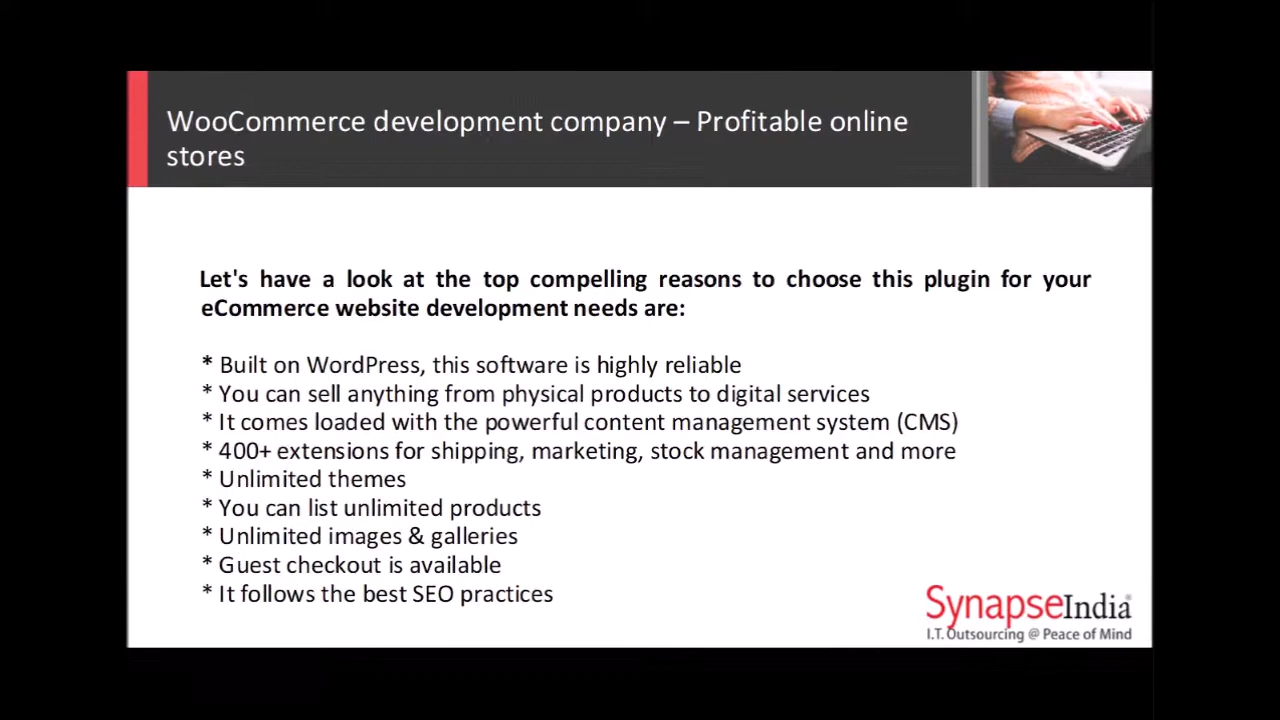 WooCommerce development company – Profitable online
stores
Let's have a look at the top compelling reasons to choose this plugin for your
eCommerce website development needs are:
* Built on WordPress, this software is highly reliable
* You can sell anything from physical products to digital services
* It comes loaded with the powerful content management system (CMS)
* 400+ extensions for shipping, marketing, stock management and more
* Unlimited themes
* You can list unlimited products
* Unlimited images & galleries
* Guest checkout is available
* It follows the best SEO practices
SynapseIndia®
I.T. Outsourcing @ Peace of Mind